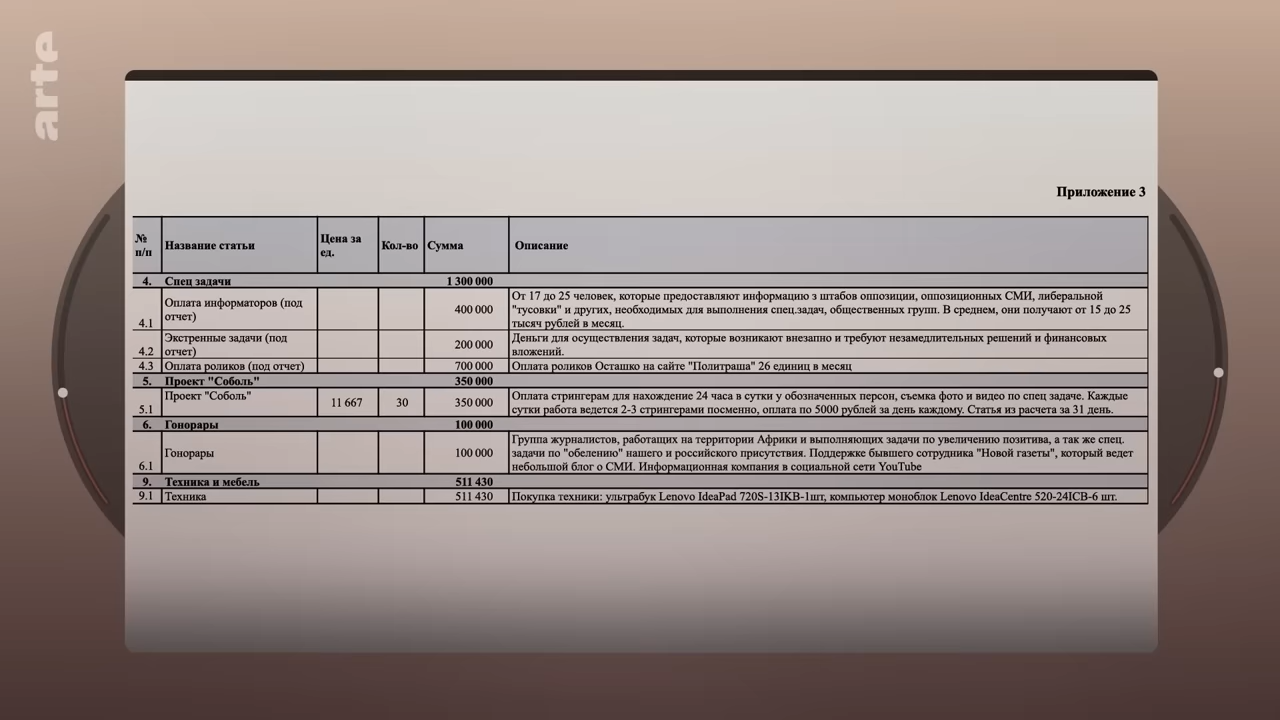 arte
Приложение 3
№ п/п Название статьи Цена за ед. Кол-во Сумма Описание
4. Спец задачи 1 300 000
4.1 Оплата информаторов (под отчет) 400 000 От 17 до 25 человек, которые предоставляют информацию з штабов оппозиции, оппозиционных СМИ, либеральной
"тусовки" и других, необходимых для выполнения спец.задач, общественных групп. В среднем, они получают от 15 до 25
тысяч рублей в месяц.
4.2 Экстренные задачи (под отчет) 200 000 Деньги для осуществления задач, которые возникают внезапно и требуют незамедлительных решений и финансовых
вложений.
4.3 Оплата роликов (под отчет) 700 000 Оплата роликов Осташко на сайте "Политраша" 26 единиц в месяц
5. Проект "Соболь" 350 000
5.1 Проект "Соболь" 11 667 30 350 000 Оплата стрингерам для нахождение 24 часа в сутки у обозначенных персон, съемка фото и видео по спец задаче. Каждые
сутки работа ведется 2-3 стрингерами посменно, оплата по 5000 рублей за день каждому. Статья из расчета за 31 день.
6. Гонорары 100 000
6.1 Гонорары 100 000 Группа журналистов, работащих на территории Африки и выполняющих задачи по увеличению позитива, а так же спец.
задачи по "обелению" нашего и российского присутствия. Поддержке бывшего сотрудника "Новой газеты", который ведет
небольшой блог о СМИ. Информационная компания в социальной сети YouTube
9. Техника и мебель 511 430
9.1 Техника 511 430 Покупка техники: ультрабук Lenovo IdeaPad 720S-13IKB-1шт, компьютер моноблок Lenovo IdeaCentre 520-24ICB-6 шт.